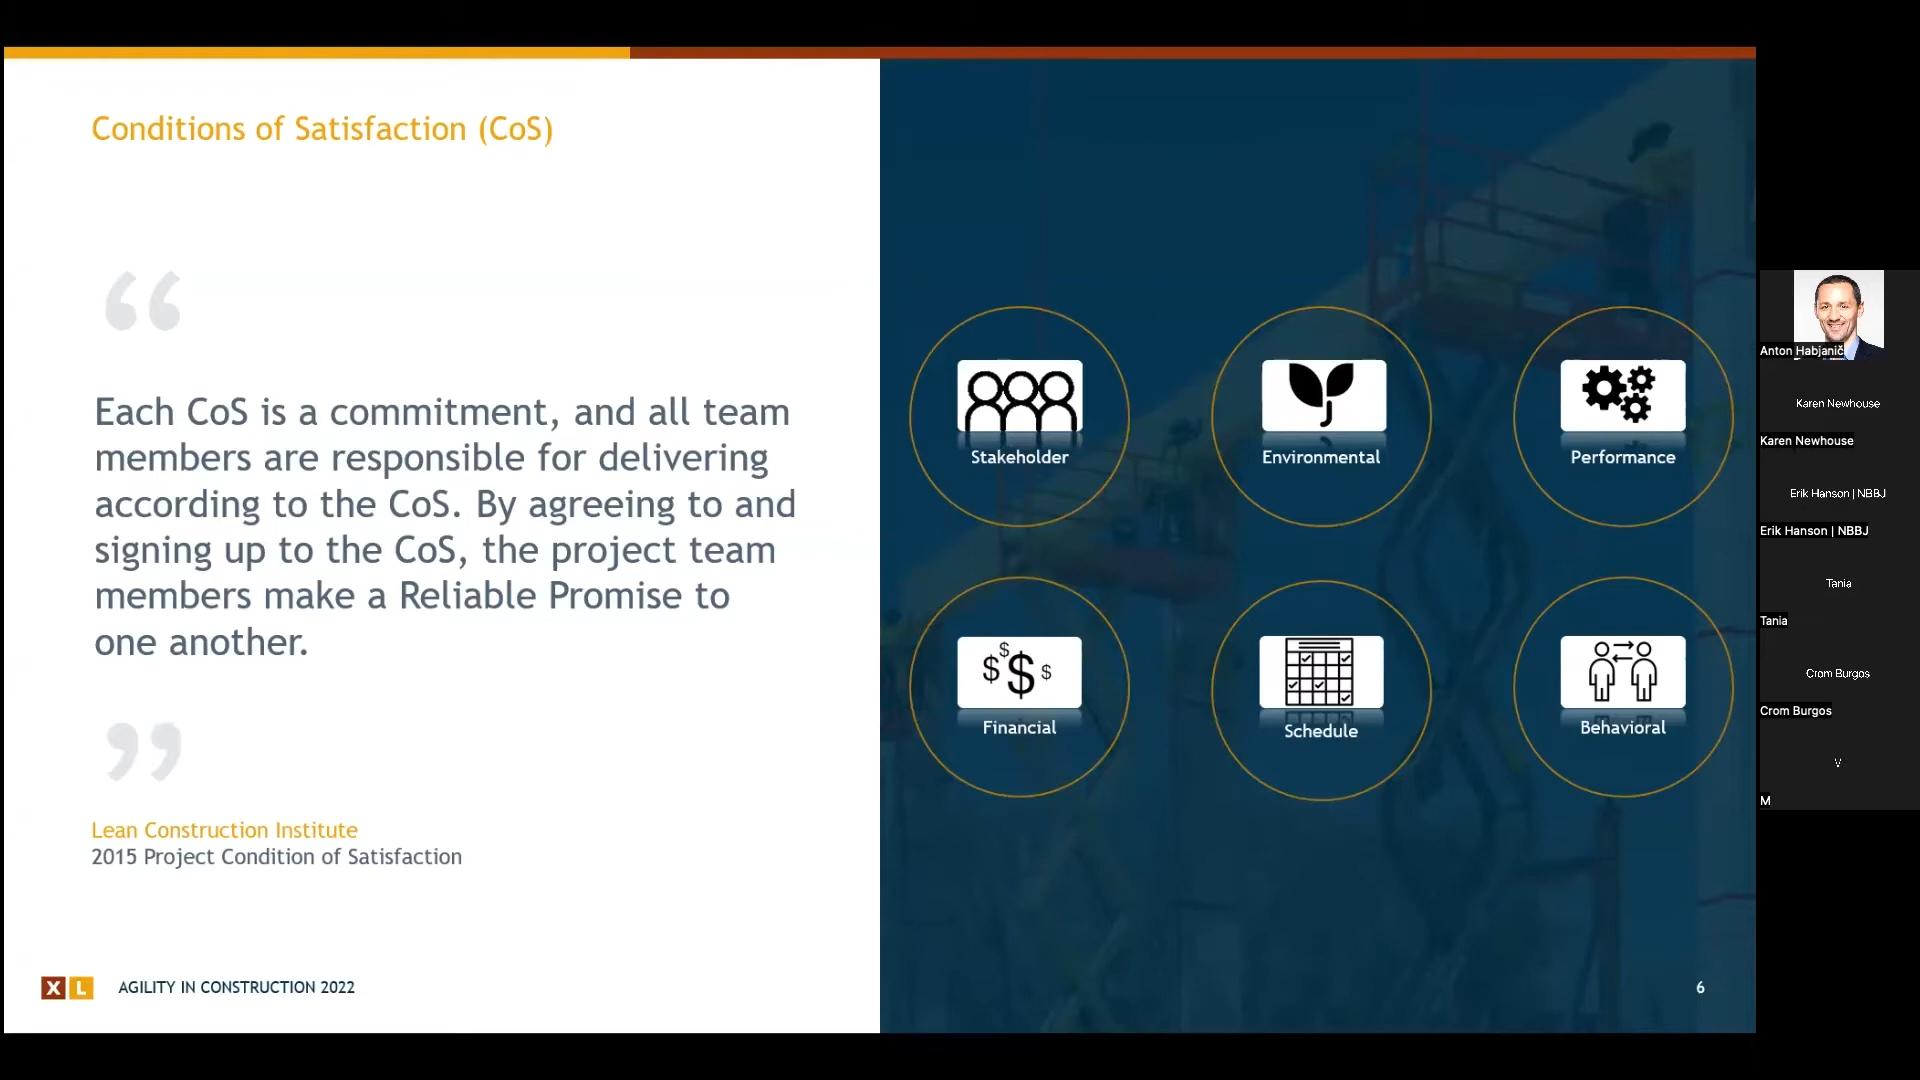 Conditions of Satisfaction (CoS)
“
Each CoS is a commitment, and all team
members are responsible for delivering
according to the CoS. By agreeing to and
signing up to the CoS, the project team
members make a Reliable Promise to
one another.
”
Lean Construction Institute
2015 Project Condition of Satisfaction
X L AGILITY IN CONSTRUCTION 2022
Stakeholder
Environmental
Performance
$ $ $ $
Financial
Schedule
Behavioral
6
Anton Habjanič
Karen Newhouse
Karen Newhouse
Erik Hanson | NBBJ
Erik Hanson | NBBJ
Tania
Tania
Crom Burgos
Crom Burgos
V
M